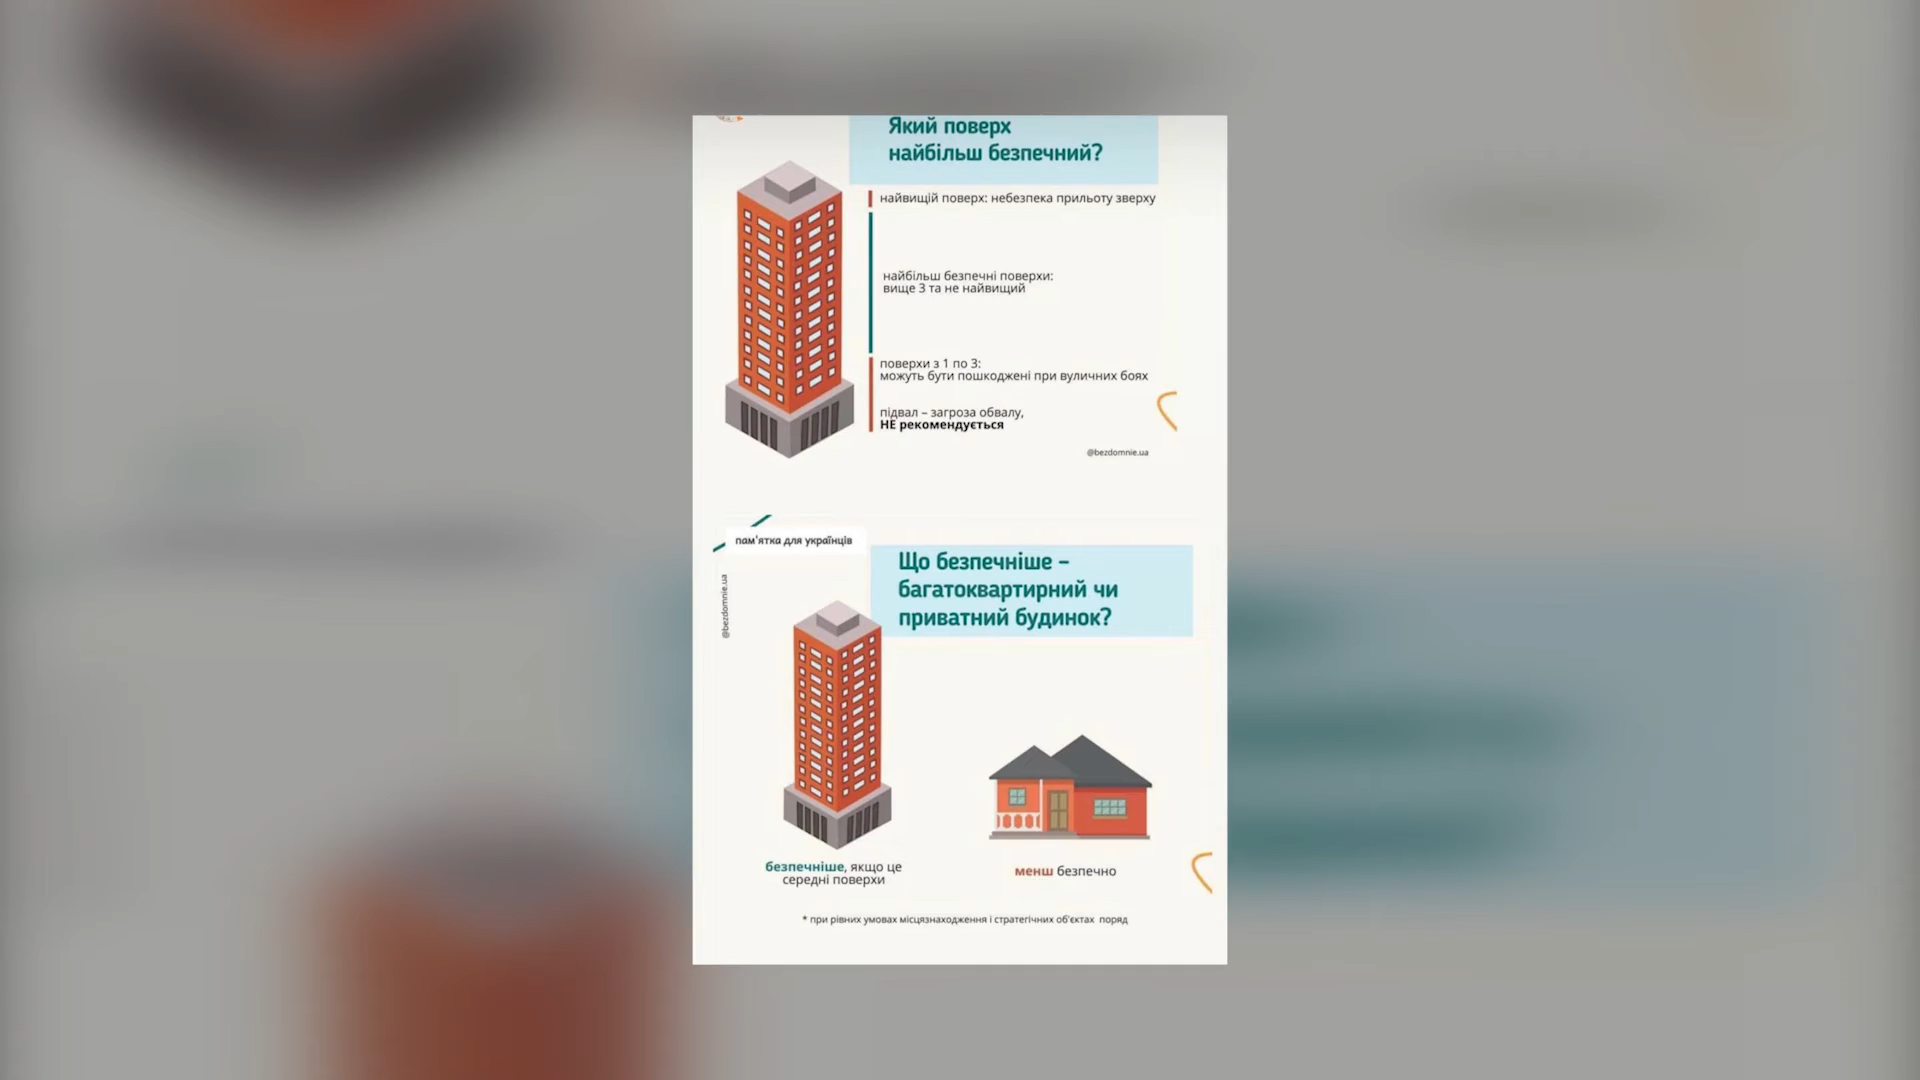 Який поверх
найбільш безпечний?
найвищій поверх: небезпека прильоту зверху
найбільш безпечні поверхи:
вище 3 та не найвищий
поверхи з 1 по 3:
можуть бути пошкоджені при вуличних боях
підвал – загроза обвалу,
НЕ рекомендується
@bezdomnie.ua
пам'ятка для українців
@bezdomnie.ua
Що безпечніше –
багатоквартирний чи
приватний будинок?
безпечніше, якщо це
середні поверхи
менш безпечно
* при рівних умовах місцязнаходження і стратегічних об'єктах поряд